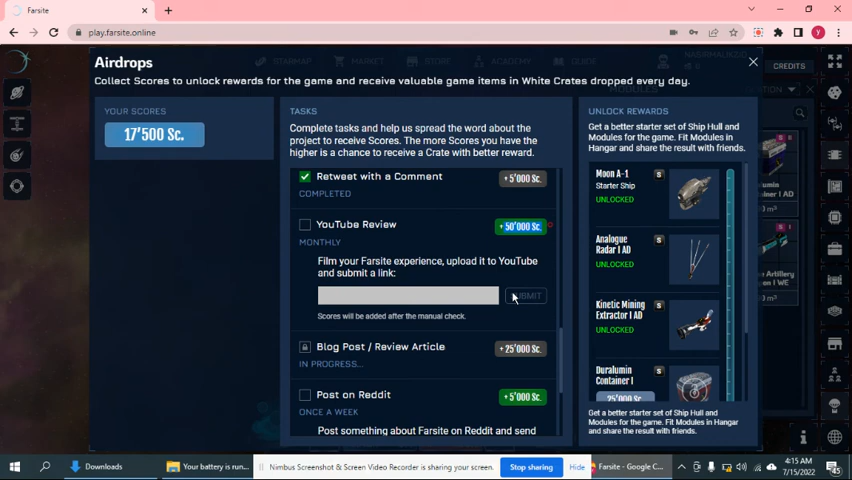 Farsite
play.farsite.online
Airdrops
STARMAP MARKET STORE ACADEMY GUIDE
CREDITS
Collect Scores to unlock rewards for the game and receive valuable game items in White Crates dropped every day.
YOUR SCORES
17'500 Sc.
TASKS
Complete tasks and help us spread the word about the
project to receive Scores. The more Scores you have the
higher is a chance to receive a Crate with better reward.
Retweet with a Comment
+ 5'000 Sc.
COMPLETED
YouTube Review
+ 50'000 Sc.
MONTHLY
Film your Farsite experience, upload it to YouTube
and submit a link:
SUBMIT
Scores will be added after the manual check.
Blog Post / Review Article
+ 25'000 Sc.
IN PROGRESS...
Post on Reddit
+ 5'000 Sc.
ONCE A WEEK
Post something about Farsite on Reddit and send
UNLOCK REWARDS
Get a better starter set of Ship Hull and
Modules for the game. Fit Modules in
Hangar and share the result with friends.
Moon A-1 S
Starter Ship
UNLOCKED
Analogue S
Radar I AD
UNLOCKED
Kinetic Mining S
Extractor I AD
UNLOCKED
Duralumin S
Container I
25'000 Sc.
Get a better starter set of Ship Hull and
Modules for the game. Fit Modules in
Hangar and share the result with friends.
Downloads
Your battery is run...
Nimbus Screenshot & Screen Video Recorder is sharing your screen.
Stop sharing
Hide
Farsite - Google C...
4:15 AM
7/15/2022
45